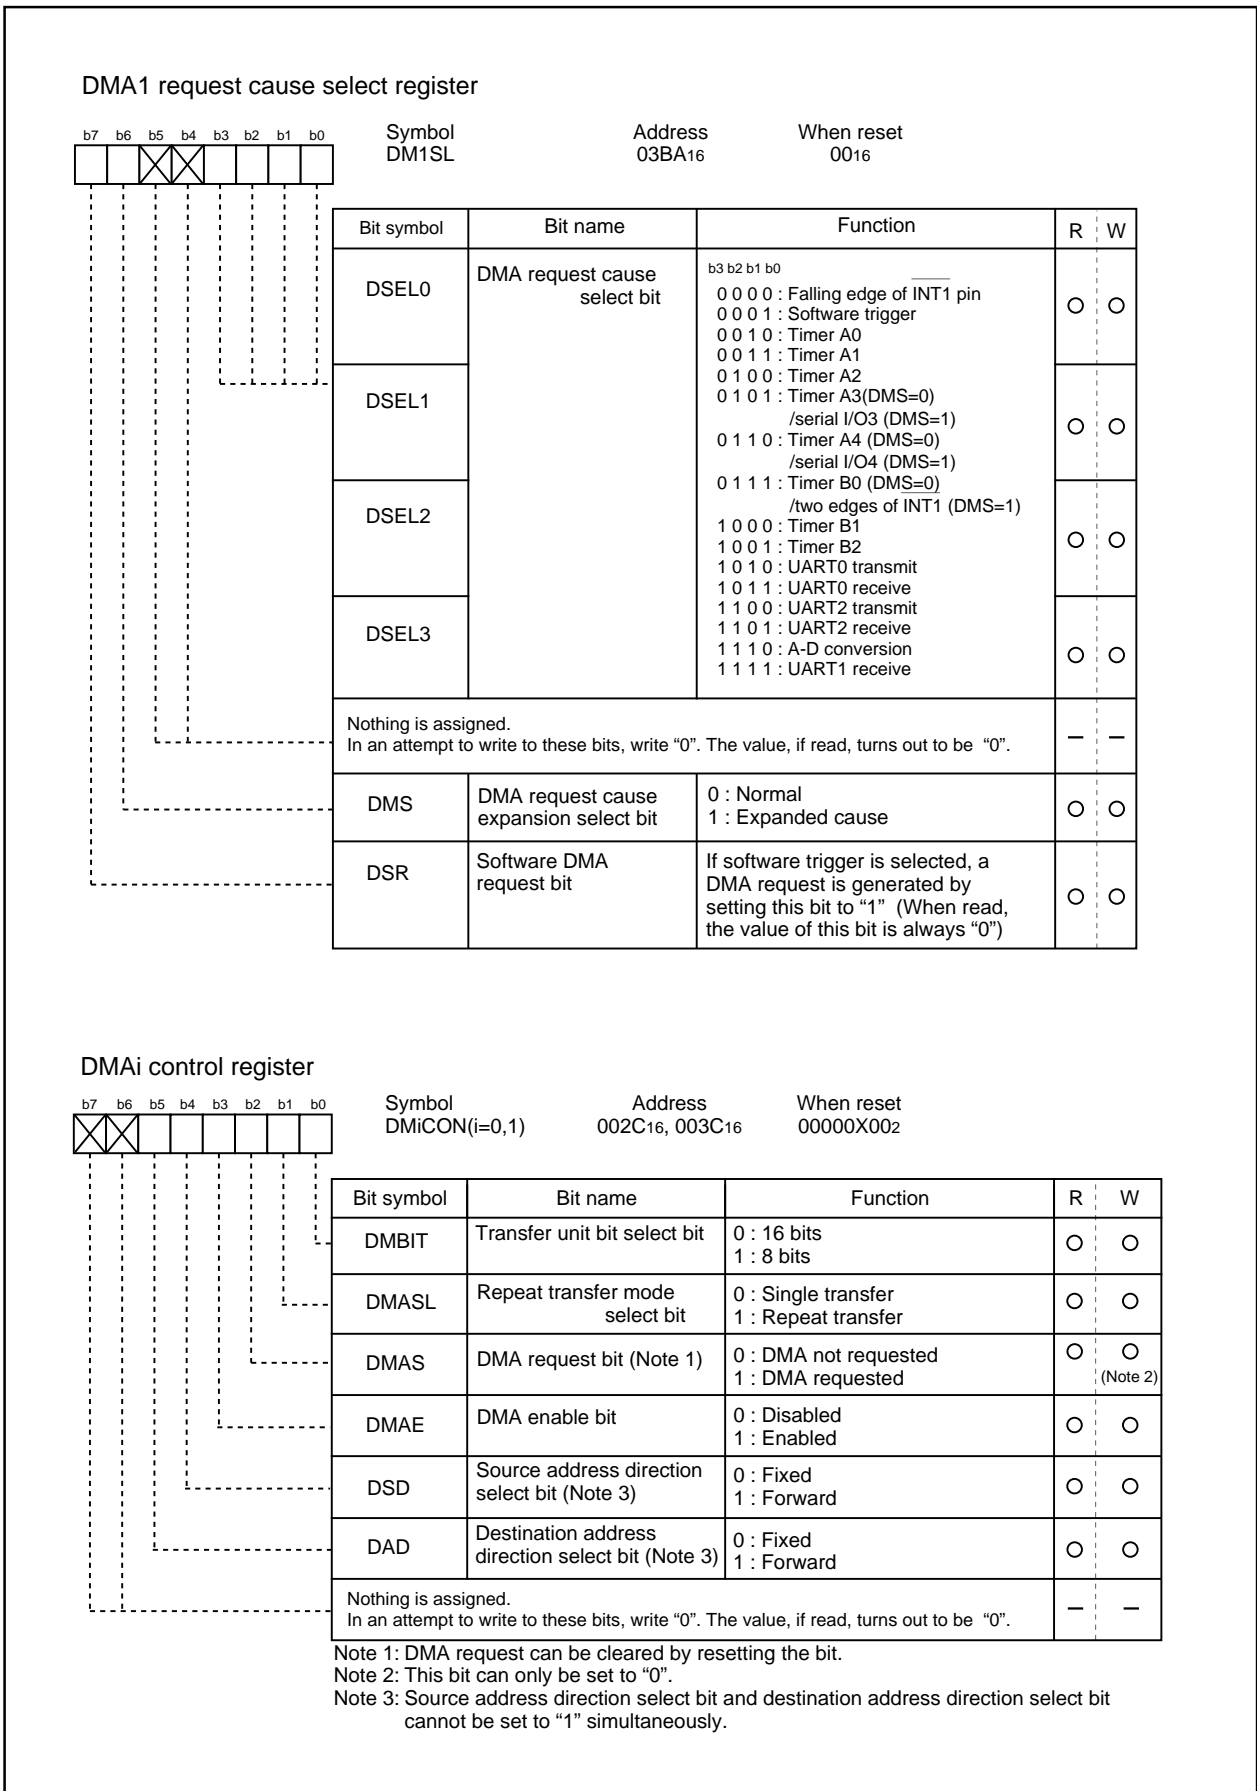 DMA1 request cause select register
b7 b6 b5 b4 b3 b2 b1 b0
Symbol Address When reset
DM1SL 03BA16 0016
Bit symbol Bit name Function R W
DSEL0
DMA request cause
select bit
b3 b2 b1 b0
0 0 0 0 : Falling edge of INT1 pin
0 0 0 1 : Software trigger
0 0 1 0 : Timer A0
0 0 1 1 : Timer A1
0 1 0 0 : Timer A2
0 1 0 1 : Timer A3(DMS=0)
/serial I/O3 (DMS=1)
0 1 1 0 : Timer A4 (DMS=0)
/serial I/O4 (DMS=1)
0 1 1 1 : Timer B0 (DMS=0)
/two edges of INT1 (DMS=1)
1 0 0 0 : Timer B1
1 0 0 1 : Timer B2
1 0 1 0 : UART0 transmit
1 0 1 1 : UART0 receive
1 1 0 0 : UART2 transmit
1 1 0 1 : UART2 receive
1 1 1 0 : A-D conversion
1 1 1 1 : UART1 receive
DSEL1
DSEL2
DSEL3
Nothing is assigned.
In an attempt to write to these bits, write “0”. The value, if read, turns out to be “0”.
DMS
DMA request cause
expansion select bit
0 : Normal
1 : Expanded cause
DSR
Software DMA
request bit
If software trigger is selected, a
DMA request is generated by
setting this bit to “1” (When read,
the value of this bit is always “0”)
DMAi control register
b7 b6 b5 b4 b3 b2 b1 b0
Symbol Address When reset
DMiCON(i=0,1) 002C16, 003C16 00000X002
Bit symbol Bit name Function R W
DMBIT
Transfer unit bit select bit
0 : 16 bits
1 : 8 bits
DMASL
Repeat transfer mode
select bit
0 : Single transfer
1 : Repeat transfer
DMAS
DMA request bit (Note 1)
0 : DMA not requested
1 : DMA requested
(Note 2)
DMAE
DMA enable bit
0 : Disabled
1 : Enabled
DSD
Source address direction
select bit (Note 3)
0 : Fixed
1 : Forward
DAD
Destination address
direction select bit (Note 3)
0 : Fixed
1 : Forward
Nothing is assigned.
In an attempt to write to these bits, write “0”. The value, if read, turns out to be “0”.
Note 1: DMA request can be cleared by resetting the bit.
Note 2: This bit can only be set to “0”.
Note 3: Source address direction select bit and destination address direction select bit
cannot be set to “1” simultaneously.